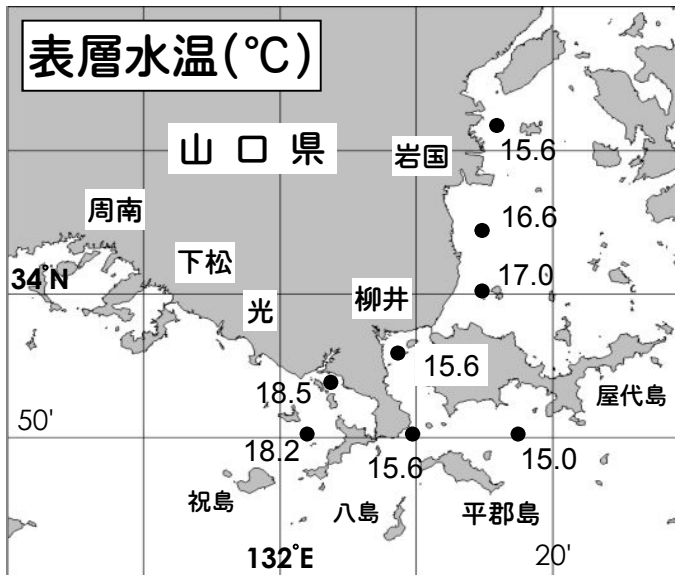 表層水温(℃)
山口県
岩国
15.6
周南
16.6
下松
17.0
34°N
柳井
光
15.6
18.5
屋代島
50'
18.2
15.6
15.0
祝島
八島
平郡島
132°E
20'